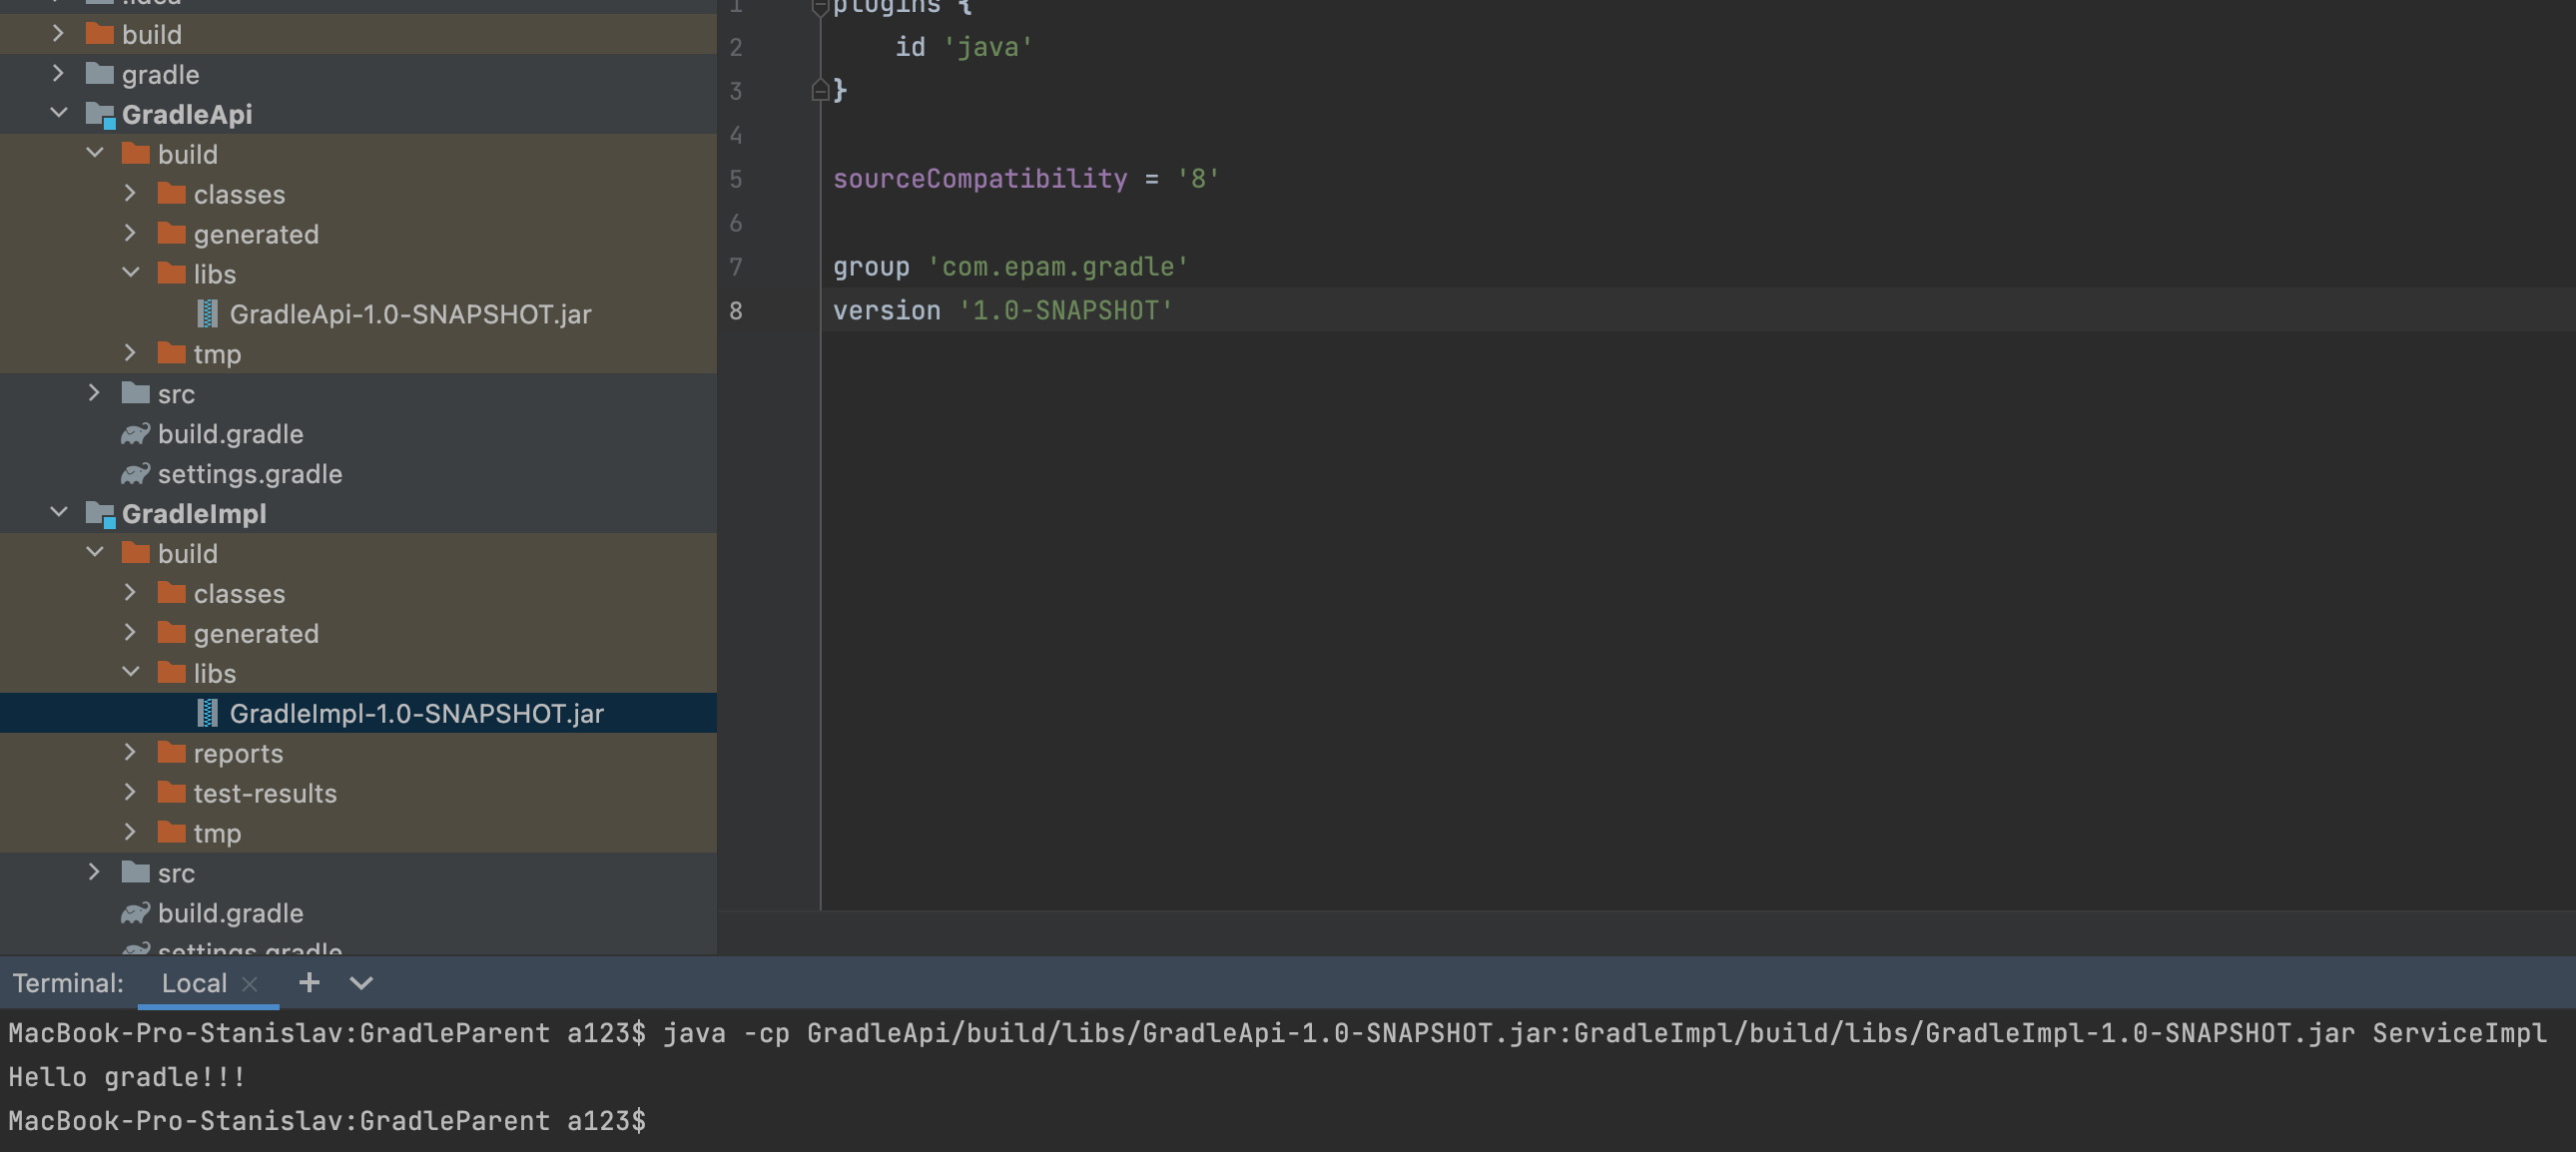 .idea
build
gradle
GradleApi
build
classes
generated
libs
GradleApi-1.0-SNAPSHOT.jar
tmp
src
build.gradle
settings.gradle
GradleImpl
build
classes
generated
libs
GradleImpl-1.0-SNAPSHOT.jar
reports
test-results
tmp
src
build.gradle
settings.gradle
1 plugins {
2 id 'java'
3 }
4
5 sourceCompatibility = '8'
6
7 group 'com.epam.gradle'
8 version '1.0-SNAPSHOT'
Terminal: Local
MacBook-Pro-Stanislav:GradleParent a123$ java -cp GradleApi/build/libs/GradleApi-1.0-SNAPSHOT.jar:GradleImpl/build/libs/GradleImpl-1.0-SNAPSHOT.jar ServiceImpl
Hello gradle!!!
MacBook-Pro-Stanislav:GradleParent a123$